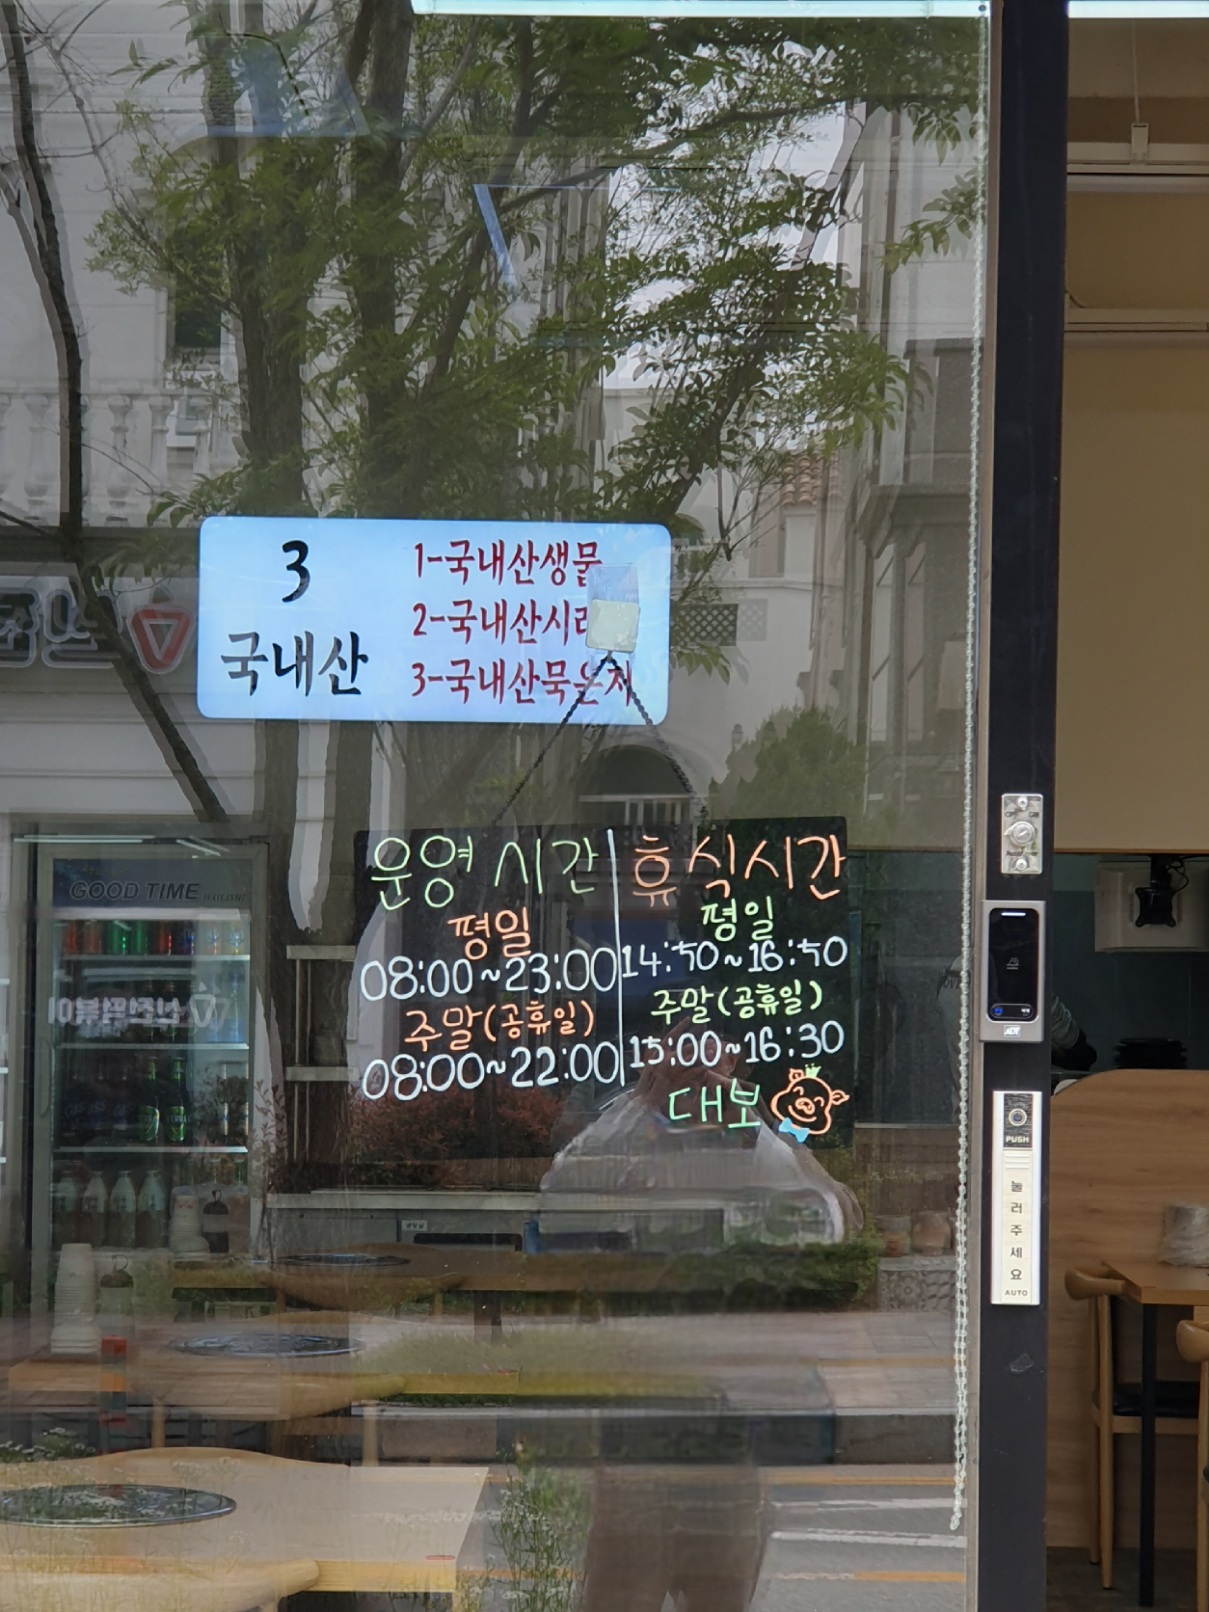 3
국내산
1-국내산생물
2-국내산시래
3-국내산묵은지
운영시간
평일
08:00~23:00
주말(공휴일)
08:00~22:00
휴식시간
평일
14:50~16:50
주말(공휴일)
15:00~16:30
대보
GOOD TIME
ADT
PUSH
눌러주세요
AUTO